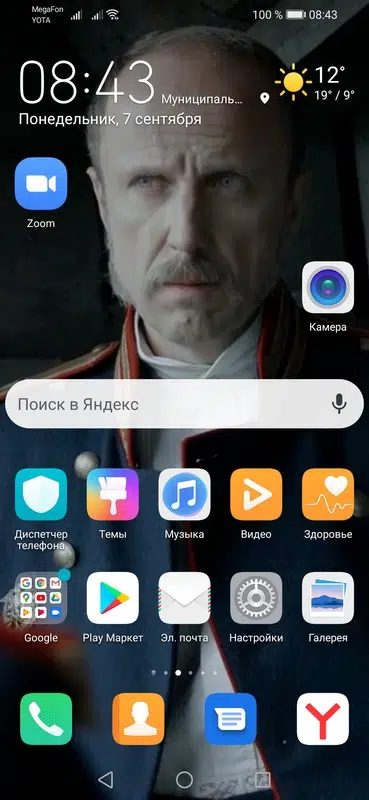 MegaFon
YOTA
100 % 08:43
08:43
Муниципаль...
12°
19° / 9°
Понедельник, 7 сентября
Zoom
Камера
Поиск в Яндекс
Диспетчер
телефона
Темы
Музыка
Видео
Здоровье
Google
Play Маркет
Эл. почта
Настройки
Галерея